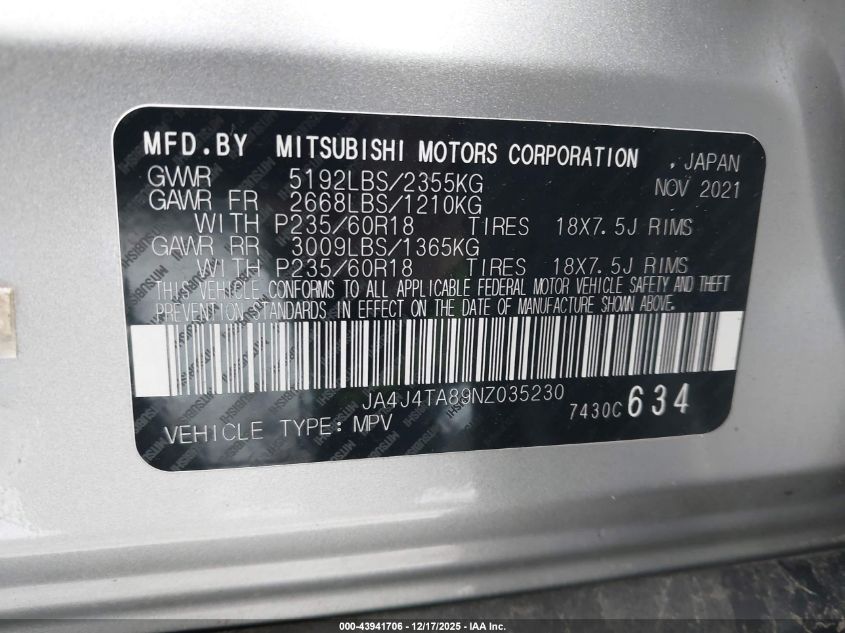 MFD.BY MITSUBISHI MOTORS CORPORATION , JAPAN
GVWR 5192LBS/2355KG NOV 2021
GAWR FR 2668LBS/1210KG
WITH P235/60R18 TIRES 18X7.5J RIMS
GAWR RR 3009LBS/1365KG
WITH P235/60R18 TIRES 18X7.5J RIMS
THIS VEHICLE CONFORMS TO ALL APPLICABLE FEDERAL MOTOR VEHICLE SAFETY AND THEFT
PREVENTION STANDARDS IN EFFECT ON THE DATE OF MANUFACTURE SHOWN ABOVE.
JA4J4TA89NZ035230
7430C 634
VEHICLE TYPE: MPV
000-43941706 - 12/17/2025 - IAA Inc.